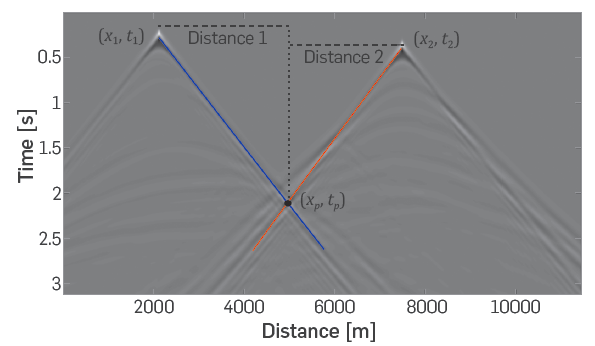 (x₁, t₁)
Distance 1
(x₂, t₂)
Distance 2
(xₚ, tₚ)
Time [s]
0.5
1
1.5
2
2.5
3
2000
4000
6000
8000
10000
Distance [m]